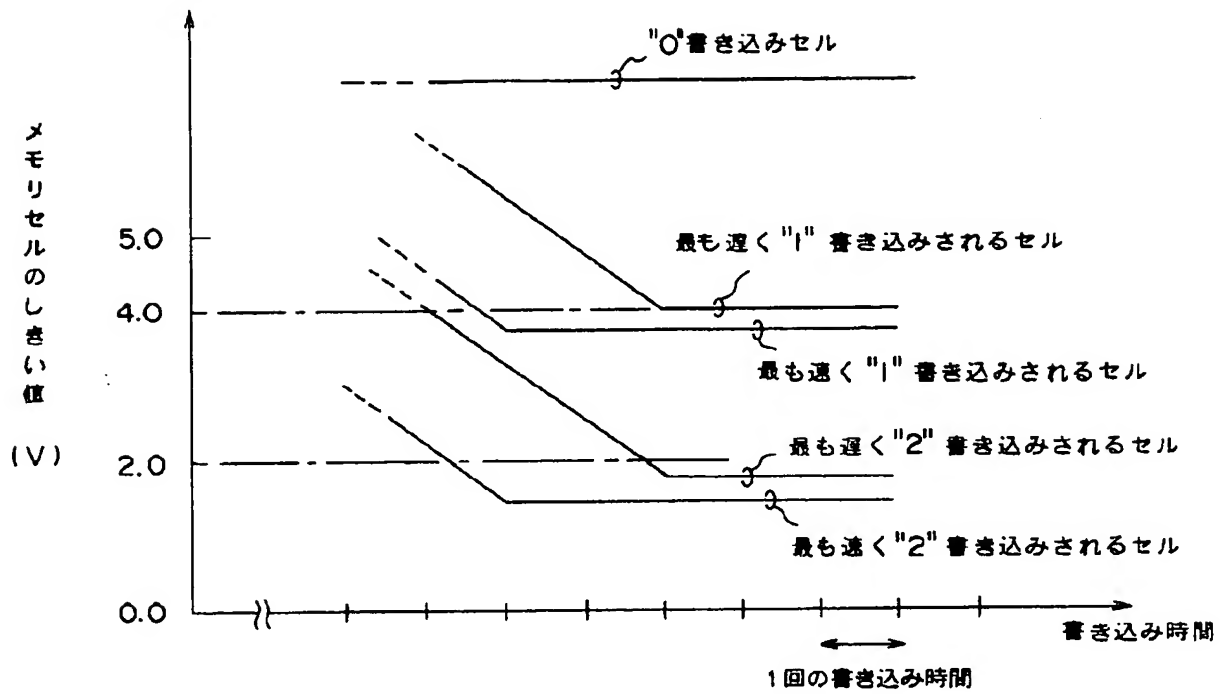 "0"書き込みセル
メモリセルのしきい値
(V)
5.0
最も遅く"1"書き込みされるセル
4.0
最も速く"1"書き込みされるセル
2.0
最も遅く"2"書き込みされるセル
最も速く"2"書き込みされるセル
0.0
書き込み時間
1回の書き込み時間